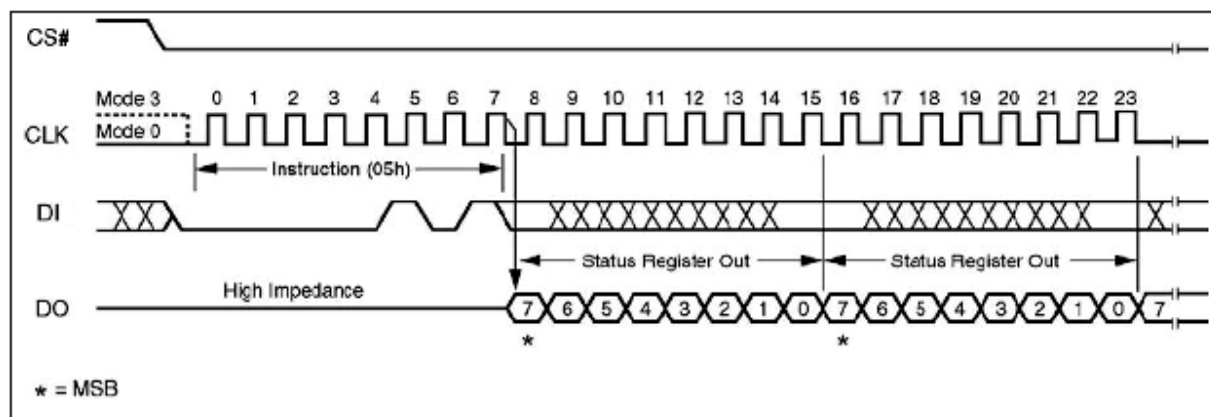 CS#
Mode 3
0 1 2 3 4 5 6 7 8 9 10 11 12 13 14 15 16 17 18 19 20 21 22 23
CLK
Mode 0
Instruction (05h)
DI
Status Register Out
Status Register Out
High Impedance
DO
7 6 5 4 3 2 1 0 7 6 5 4 3 2 1 0 7
* *
* = MSB